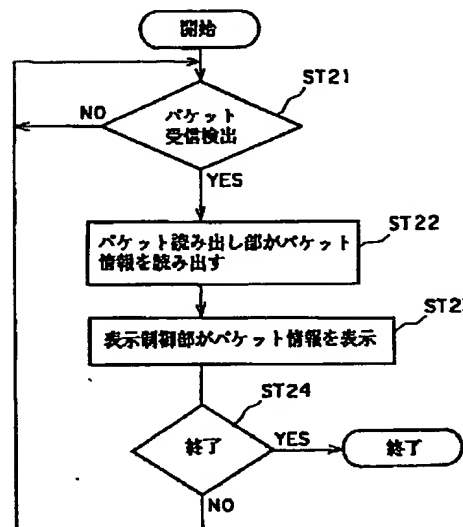 開始
ST21
パケット
受信検出
NO
YES
ST22
パケット読み出し部がパケット
情報を読み出す
表示制御部がパケット情報を表示
ST24
終了
YES
終了
NO